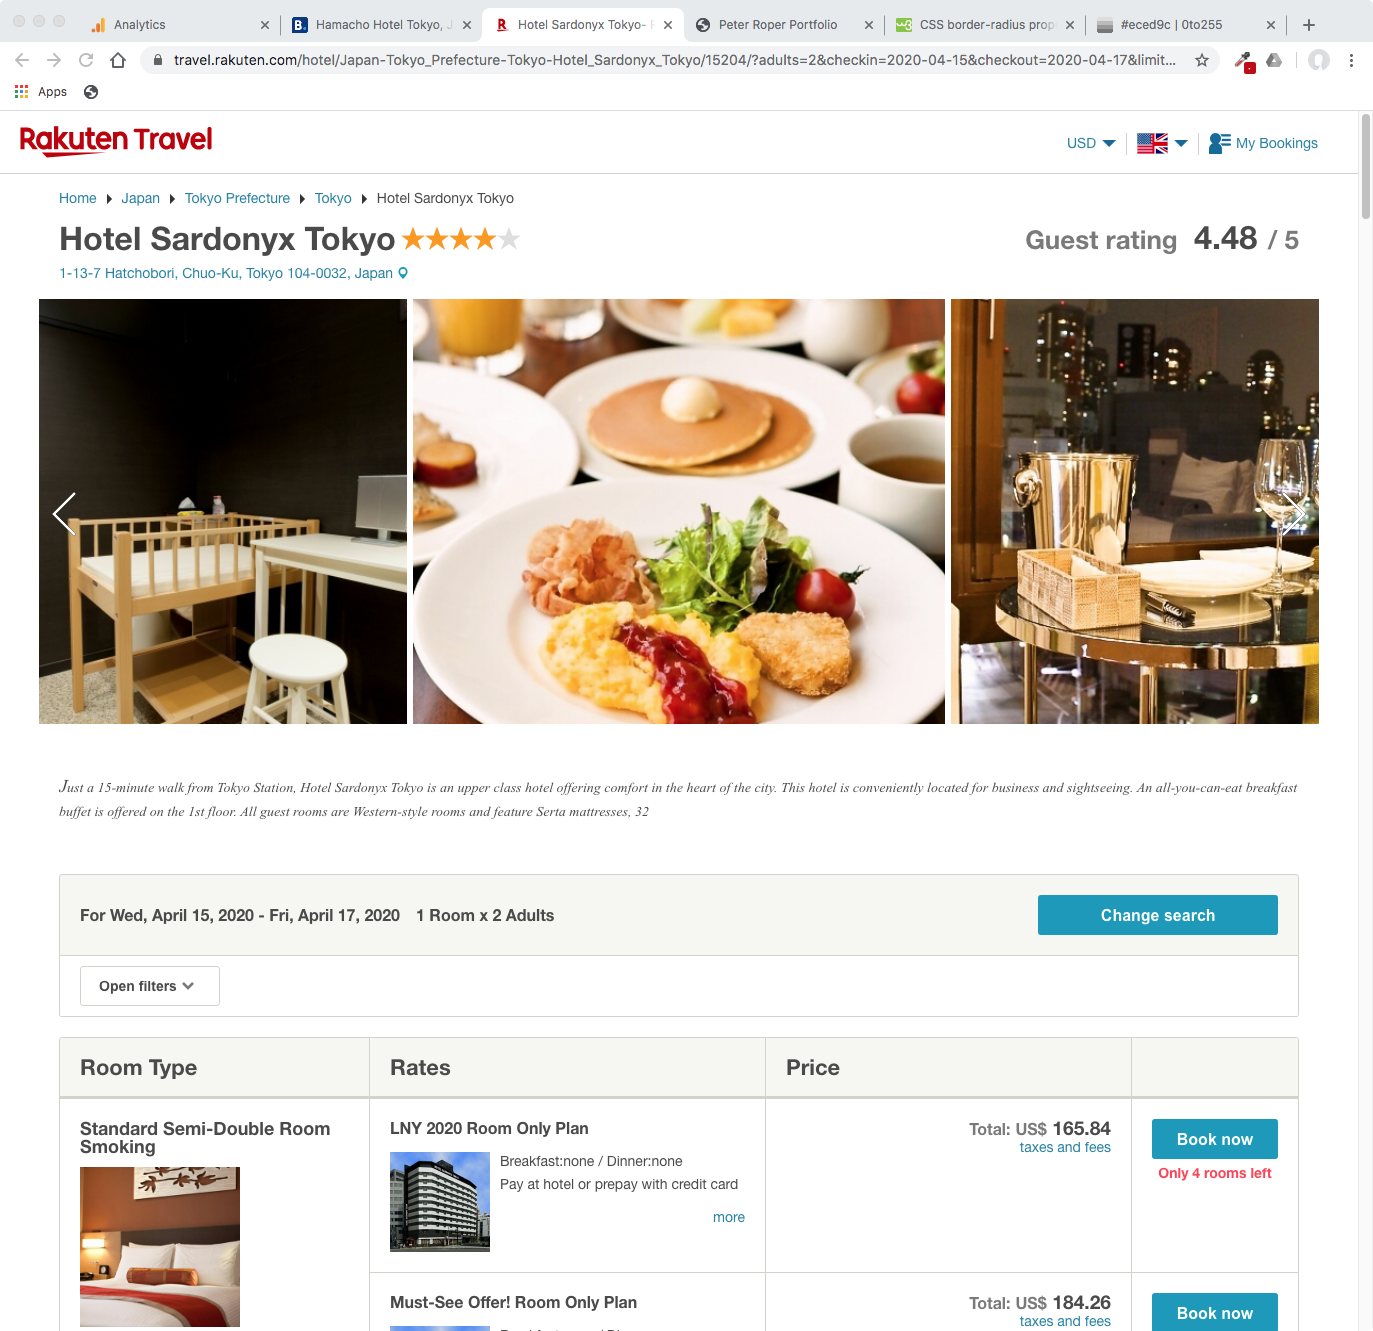 Analytics
Hamacho Hotel Tokyo, J
Hotel Sardonyx Tokyo-
Peter Roper Portfolio
CSS border-radius prop
#eced9c | 0to255
travel.rakuten.com/hotel/Japan-Tokyo_Prefecture-Tokyo-Hotel_Sardonyx_Tokyo/15204/?adults=2&checkin=2020-04-15&checkout=2020-04-17&limit...
Apps
Rakuten Travel
USD
My Bookings
Home Japan Tokyo Prefecture Tokyo Hotel Sardonyx Tokyo
Hotel Sardonyx Tokyo
Guest rating 4.48 / 5
1-13-7 Hatchobori, Chuo-Ku, Tokyo 104-0032, Japan
Just a 15-minute walk from Tokyo Station, Hotel Sardonyx Tokyo is an upper class hotel offering comfort in the heart of the city. This hotel is conveniently located for business and sightseeing. An all-you-can-eat breakfast
buffet is offered on the 1st floor. All guest rooms are Western-style rooms and feature Serta mattresses, 32
For Wed, April 15, 2020 - Fri, April 17, 2020 1 Room x 2 Adults
Change search
Open filters
Room Type
Rates
Price
Standard Semi-Double Room
Smoking
LNY 2020 Room Only Plan
Breakfast:none / Dinner:none
Pay at hotel or prepay with credit card
more
Total: US$ 165.84
taxes and fees
Book now
Only 4 rooms left
Must-See Offer! Room Only Plan
Total: US$ 184.26
taxes and fees
Book now